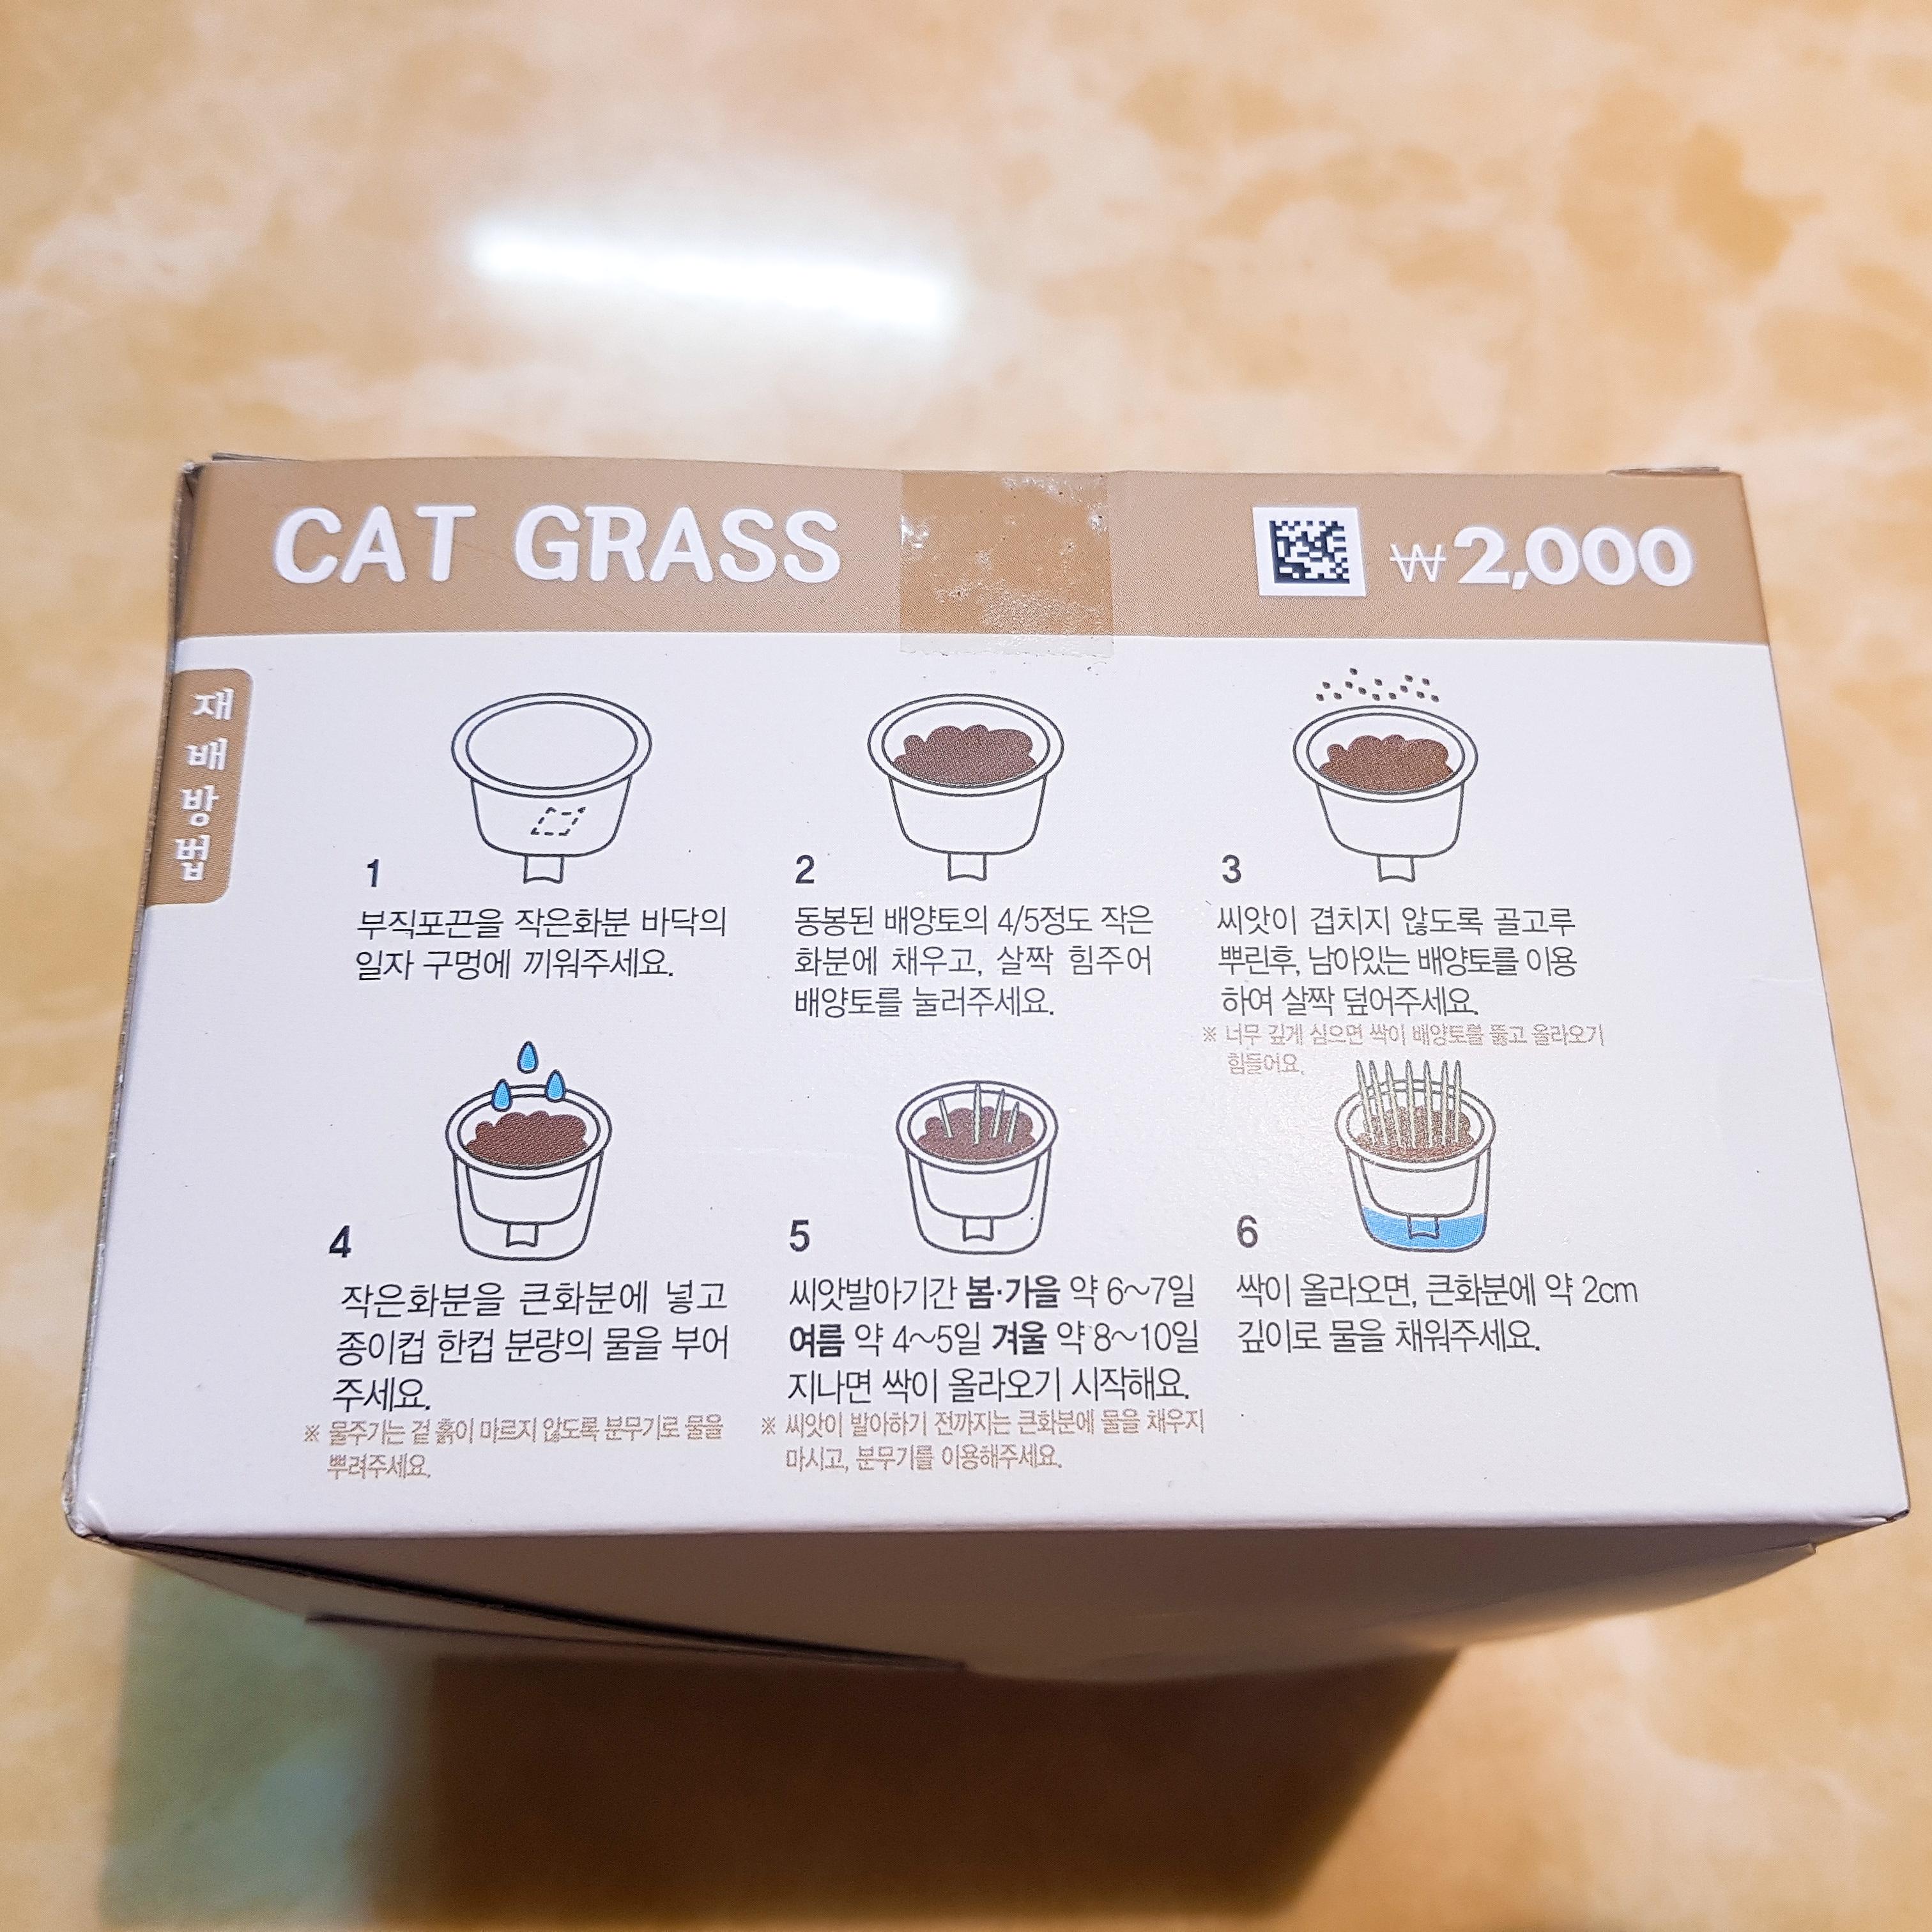 CAT GRASS
₩2,000
재배방법
1
부직포끈을 작은화분 바닥의
일자 구멍에 끼워주세요.
2
동봉된 배양토의 4/5정도 작은
화분에 채우고, 살짝 힘주어
배양토를 눌러주세요.
3
씨앗이 겹치지 않도록 골고루
뿌린후, 남아있는 배양토를 이용
하여 살짝 덮어주세요.
※ 너무 깊게 심으면 싹이 배양토를 뚫고 올라오기
힘들어요.
4
작은화분을 큰화분에 넣고
종이컵 한컵 분량의 물을 부어
주세요.
※ 물주기는 겉 흙이 마르지 않도록 분무기로 물을
뿌려주세요.
5
씨앗발아기간 봄·가을 약 6~7일
여름 약 4~5일 겨울 약 8~10일
지나면 싹이 올라오기 시작해요.
※ 씨앗이 발아하기 전까지는 큰화분에 물을 채우지
마시고, 분무기를 이용해주세요.
6
싹이 올라오면, 큰화분에 약 2cm
깊이로 물을 채워주세요.